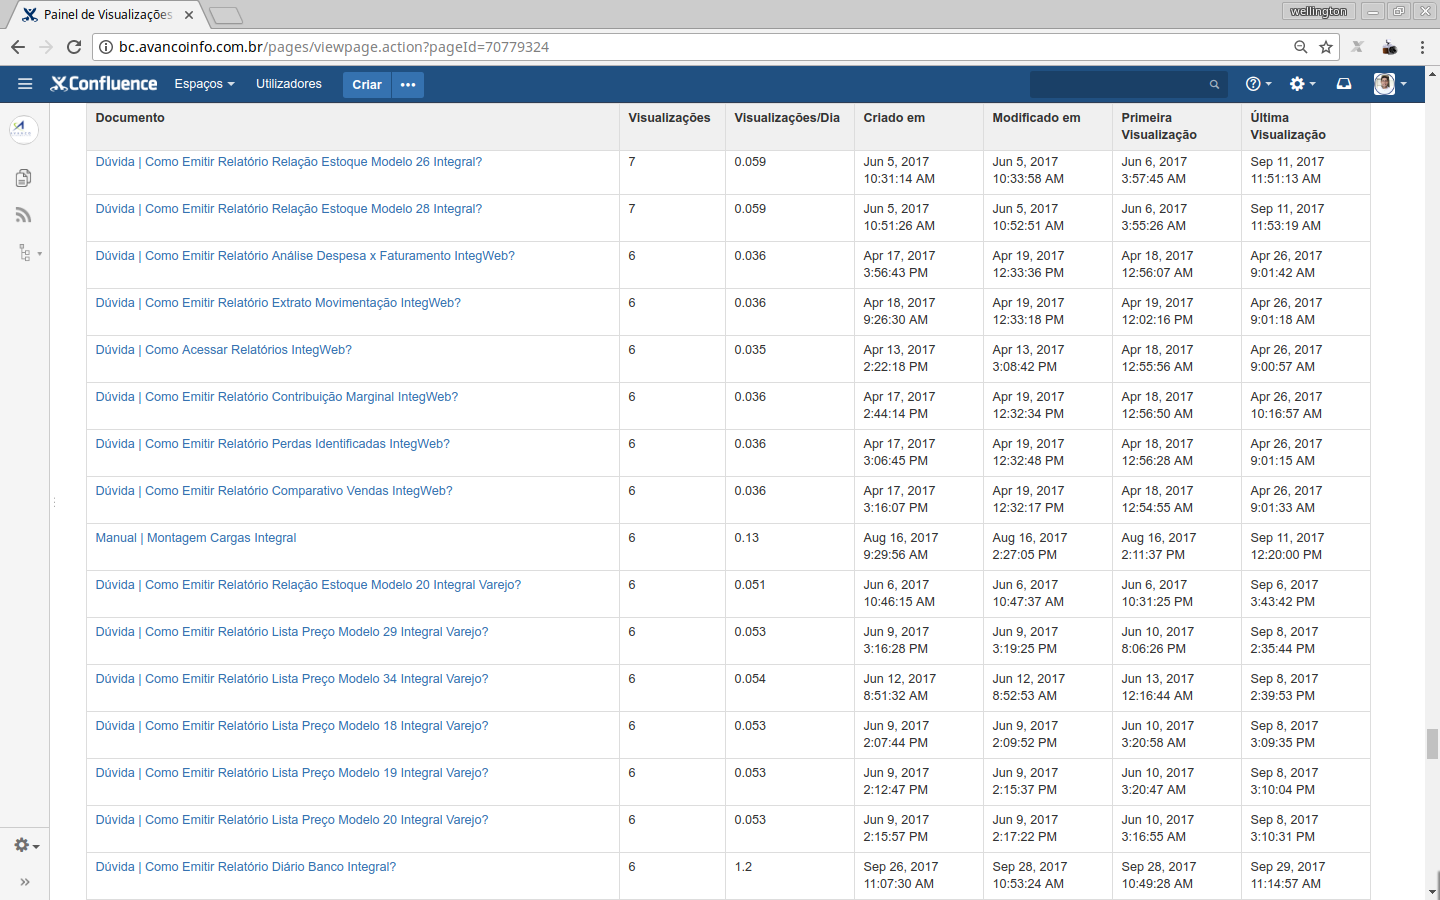 Painel de Visualizações
wellington
bc.avancoinfo.com.br/pages/viewpage.action?pageId=70779324
Confluence Espaços Utilizadores Criar •••
Documento Visualizações Visualizações/Dia Criado em Modificado em Primeira Visualização Última Visualização
Dúvida | Como Emitir Relatório Relação Estoque Modelo 26 Integral? 7 0.059 Jun 5, 2017 10:31:14 AM Jun 5, 2017 10:33:58 AM Jun 6, 2017 3:57:45 AM Sep 11, 2017 11:51:13 AM
Dúvida | Como Emitir Relatório Relação Estoque Modelo 28 Integral? 7 0.059 Jun 5, 2017 10:51:26 AM Jun 5, 2017 10:52:51 AM Jun 6, 2017 3:55:26 AM Sep 11, 2017 11:53:19 AM
Dúvida | Como Emitir Relatório Análise Despesa x Faturamento IntegWeb? 6 0.036 Apr 17, 2017 3:56:43 PM Apr 19, 2017 12:33:36 PM Apr 18, 2017 12:56:07 AM Apr 26, 2017 9:01:42 AM
Dúvida | Como Emitir Relatório Extrato Movimentação IntegWeb? 6 0.036 Apr 18, 2017 9:26:30 AM Apr 19, 2017 12:33:18 PM Apr 19, 2017 12:02:16 PM Apr 26, 2017 9:01:18 AM
Dúvida | Como Acessar Relatórios IntegWeb? 6 0.035 Apr 13, 2017 2:22:18 PM Apr 13, 2017 3:08:42 PM Apr 18, 2017 12:55:56 AM Apr 26, 2017 9:00:57 AM
Dúvida | Como Emitir Relatório Contribuição Marginal IntegWeb? 6 0.036 Apr 17, 2017 2:44:14 PM Apr 19, 2017 12:32:34 PM Apr 18, 2017 12:56:50 AM Apr 26, 2017 10:16:57 AM
Dúvida | Como Emitir Relatório Perdas Identificadas IntegWeb? 6 0.036 Apr 17, 2017 3:06:45 PM Apr 19, 2017 12:32:48 PM Apr 18, 2017 12:56:28 AM Apr 26, 2017 9:01:15 AM
Dúvida | Como Emitir Relatório Comparativo Vendas IntegWeb? 6 0.036 Apr 17, 2017 3:16:07 PM Apr 19, 2017 12:32:17 PM Apr 18, 2017 12:54:55 AM Apr 26, 2017 9:01:33 AM
Manual | Montagem Cargas Integral 6 0.13 Aug 16, 2017 9:29:56 AM Aug 16, 2017 2:27:05 PM Aug 16, 2017 2:11:37 PM Sep 11, 2017 12:20:00 PM
Dúvida | Como Emitir Relatório Relação Estoque Modelo 20 Integral Varejo? 6 0.051 Jun 6, 2017 10:46:15 AM Jun 6, 2017 10:47:37 AM Jun 6, 2017 10:31:25 PM Sep 6, 2017 3:43:42 PM
Dúvida | Como Emitir Relatório Lista Preço Modelo 29 Integral Varejo? 6 0.053 Jun 9, 2017 3:16:28 PM Jun 9, 2017 3:19:25 PM Jun 10, 2017 8:06:26 PM Sep 8, 2017 2:35:44 PM
Dúvida | Como Emitir Relatório Lista Preço Modelo 34 Integral Varejo? 6 0.054 Jun 12, 2017 8:51:32 AM Jun 12, 2017 8:52:53 AM Jun 13, 2017 12:16:44 AM Sep 8, 2017 2:39:53 PM
Dúvida | Como Emitir Relatório Lista Preço Modelo 18 Integral Varejo? 6 0.053 Jun 9, 2017 2:07:44 PM Jun 9, 2017 2:09:52 PM Jun 10, 2017 3:20:58 AM Sep 8, 2017 3:09:35 PM
Dúvida | Como Emitir Relatório Lista Preço Modelo 19 Integral Varejo? 6 0.053 Jun 9, 2017 2:12:47 PM Jun 9, 2017 2:15:37 PM Jun 10, 2017 3:20:47 AM Sep 8, 2017 3:10:04 PM
Dúvida | Como Emitir Relatório Lista Preço Modelo 20 Integral Varejo? 6 0.053 Jun 9, 2017 2:15:57 PM Jun 9, 2017 2:17:22 PM Jun 10, 2017 3:16:55 AM Sep 8, 2017 3:10:31 PM
Dúvida | Como Emitir Relatório Diário Banco Integral? 6 1.2 Sep 26, 2017 11:07:30 AM Sep 28, 2017 10:53:24 AM Sep 28, 2017 10:49:28 AM Sep 29, 2017 11:14:57 AM